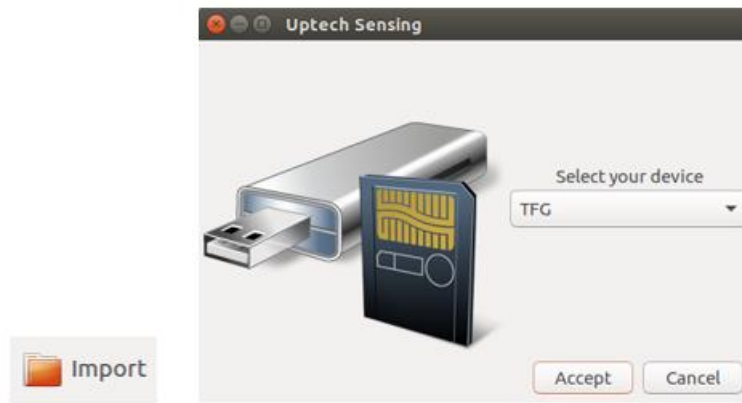 Uptech Sensing
Select your device
TFG
Import
Accept Cancel